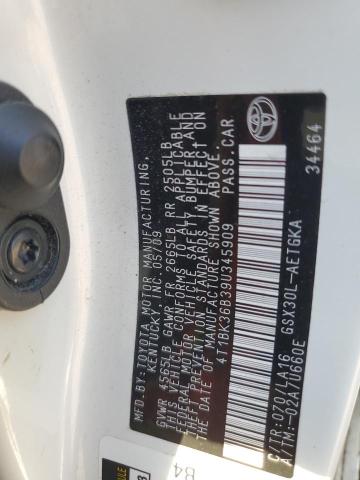 MFD.BY:TOYOTA MOTOR MANUFACTURING,
KENTUCKY, INC. 05/09
GVWR 4565LB GAWR FR 2665LB RR 2505LB
THIS VEHICLE CONFORMS TO ALL APPLICABLE
FEDERAL MOTOR VEHICLE SAFETY, BUMPER, AND
THEFT PREVENTION STANDARDS IN EFFECT ON
THE DATE OF MANUFACTURE SHOWN ABOVE.
4T1BK36B39U345909 PASS.CAR
C/TR: 070/LA16 GSX30L-AETGKA
A/TM: -02A/U660E 34464
TOYOTA